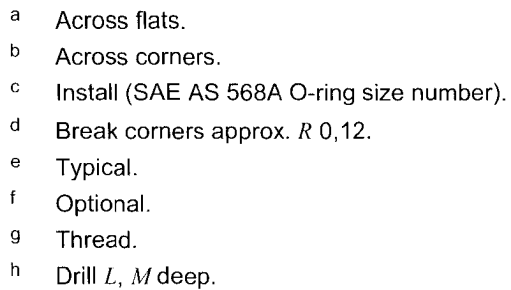 a Across flats.
b Across corners.
c Install (SAE AS 568A O-ring size number).
d Break corners approx. R 0,12.
e Typical.
f Optional.
g Thread.
h Drill L, M deep.